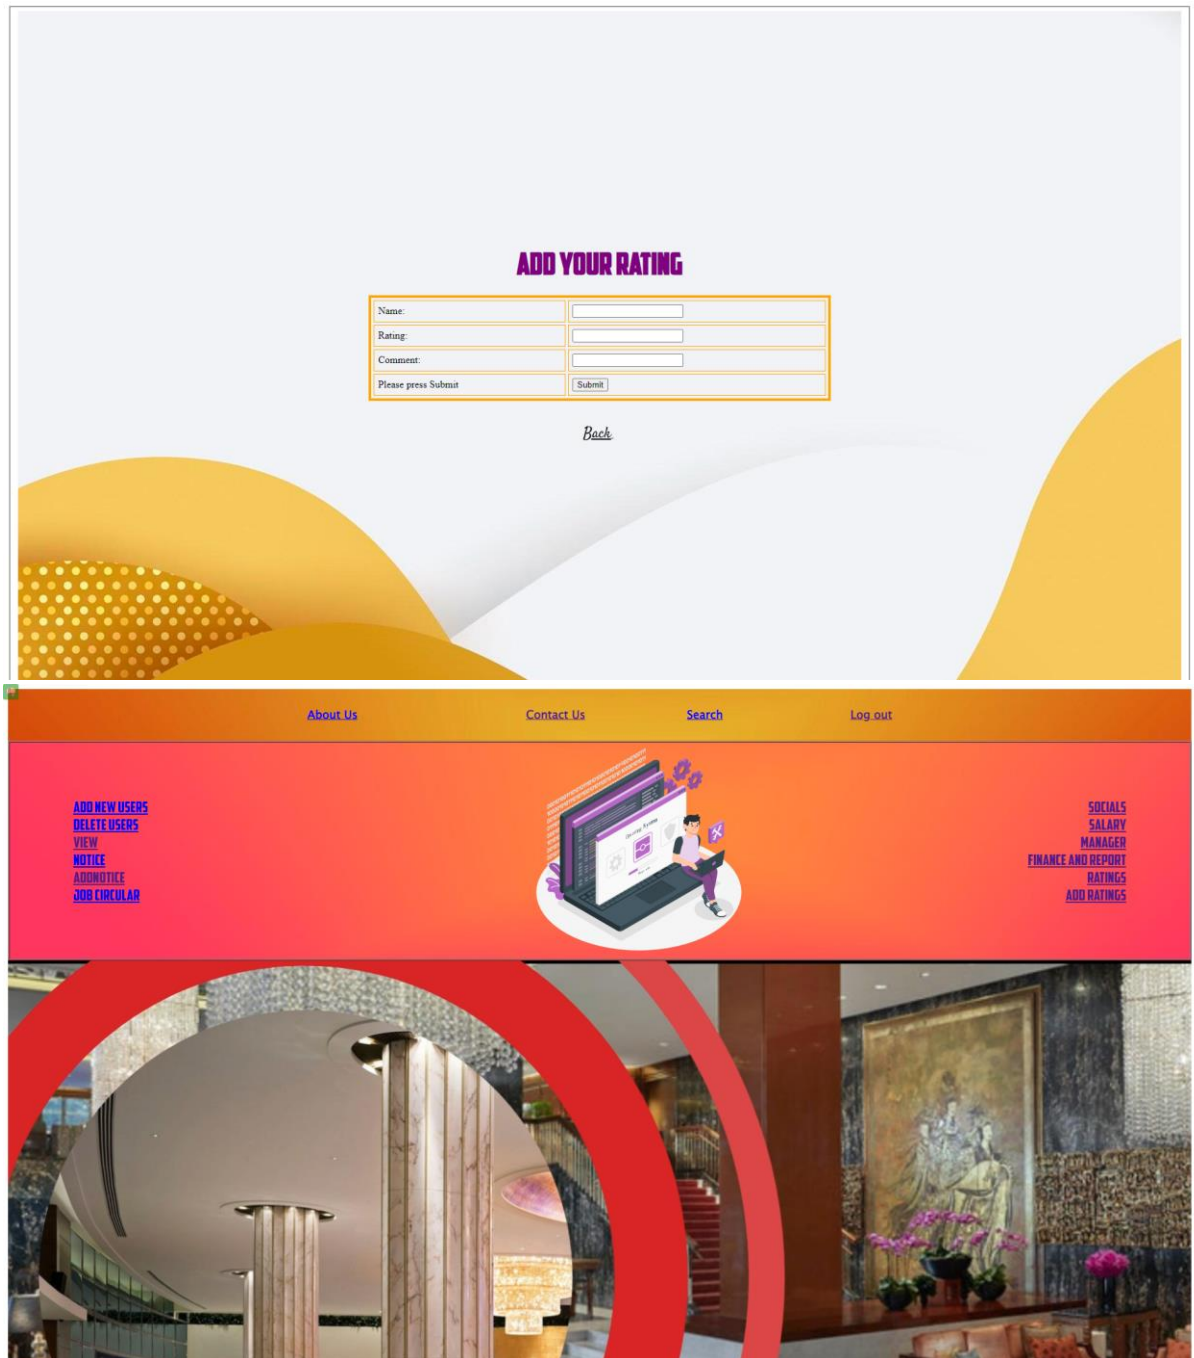 ADD YOUR RATING
Name:
Rating:
Comment:
Please press Submit Submit
Back
About Us Contact Us Search Log out
ADD NEW USERS
DELETE USERS
VIEW
NOTICE
ADDNOTICE
JOB CIRCULAR
SOCIALS
SALARY
MANAGER
FINANCE AND REPORT
RATINGS
ADD RATINGS